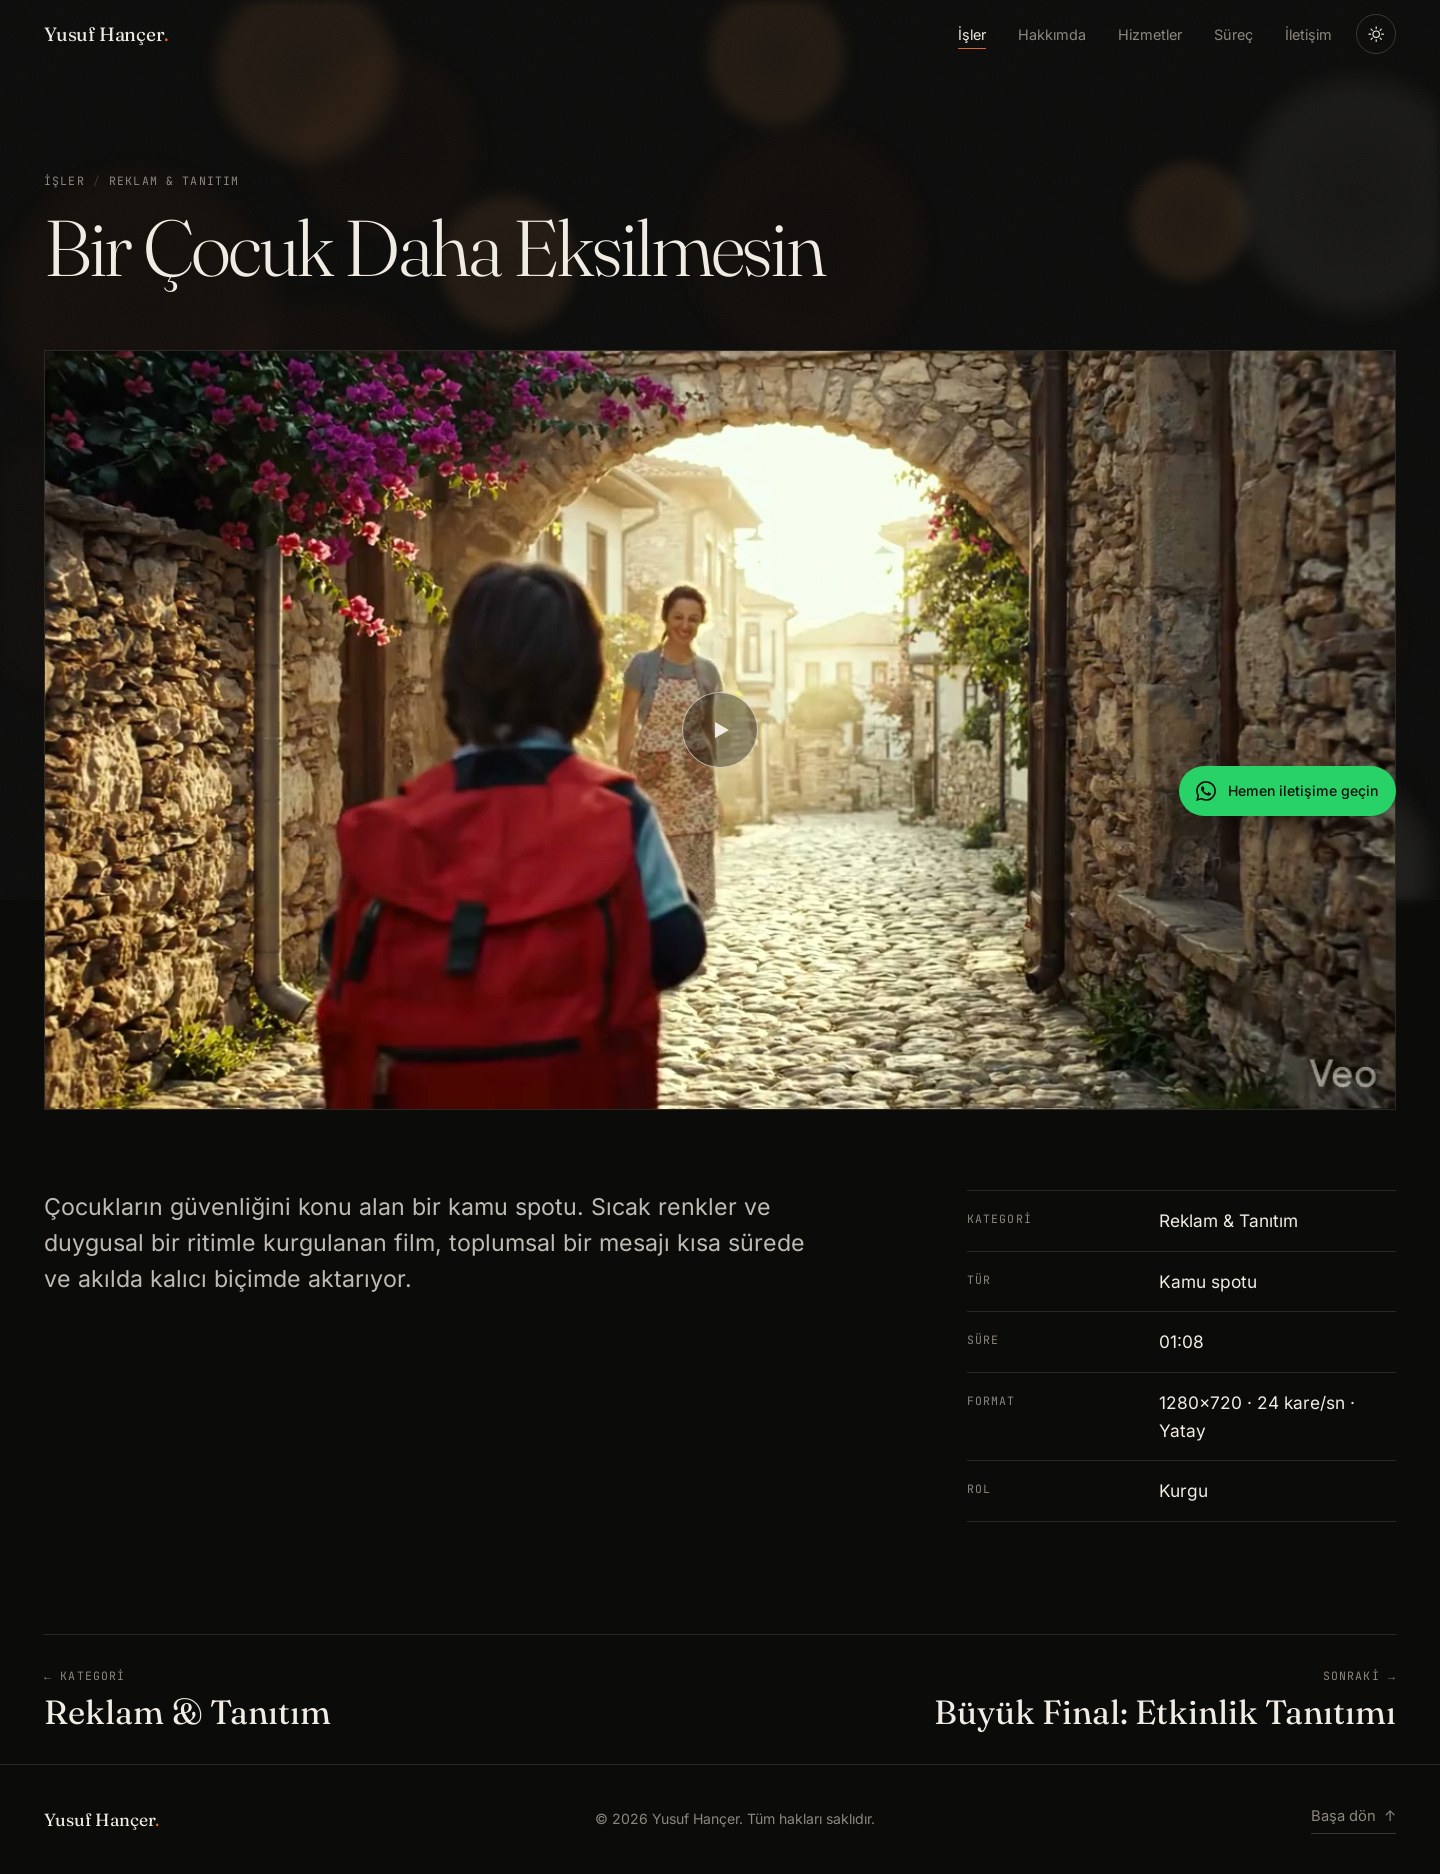 Yusuf Hançer.
İşler
Hakkımda
Hizmetler
Süreç
İletişim
İŞLER / REKLAM & TANITIM
Bir Çocuk Daha Eksilmesin
Hemen iletişime geçin
Veo
Çocukların güvenliğini konu alan bir kamu spotu. Sıcak renkler ve
duygusal bir ritimle kurgulanan film, toplumsal bir mesajı kısa sürede
ve akılda kalıcı biçimde aktarıyor.
KATEGORİ
Reklam & Tanıtım
TÜR
Kamu spotu
SÜRE
01:08
FORMAT
1280×720 · 24 kare/sn ·
Yatay
ROL
Kurgu
← KATEGORİ
Reklam & Tanıtım
SONRAKİ →
Büyük Final: Etkinlik Tanıtımı
Yusuf Hançer.
© 2026 Yusuf Hançer. Tüm hakları saklıdır.
Başa dön ↑